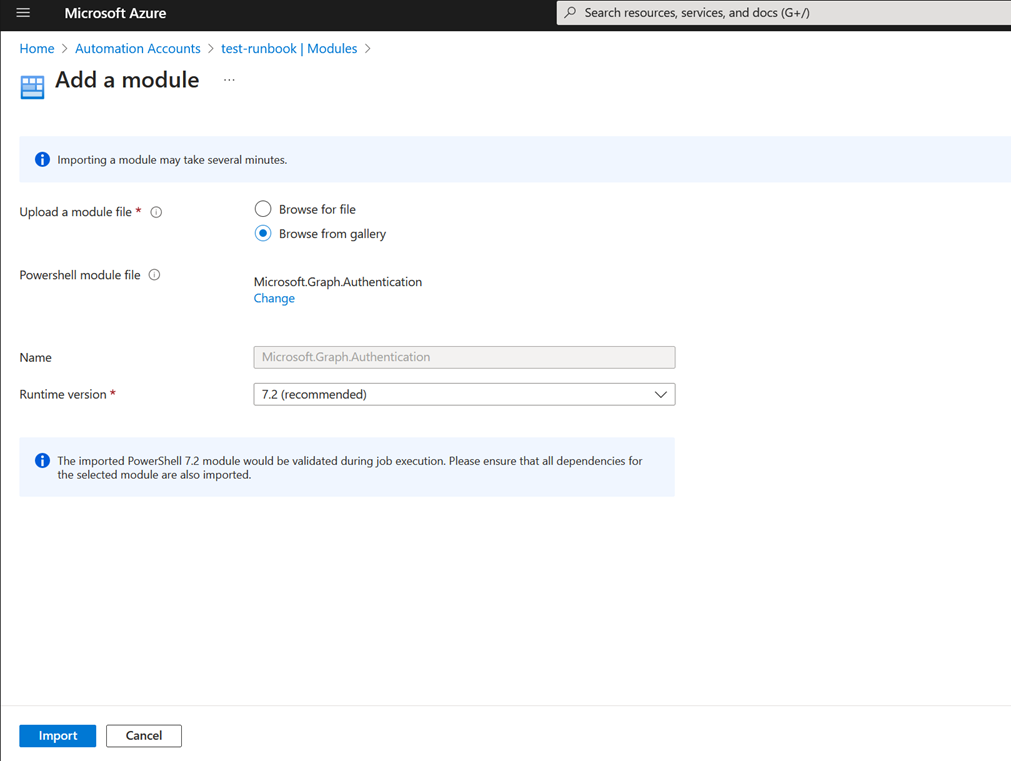 Microsoft Azure
Search resources, services, and docs (G+/)
Home > Automation Accounts > test-runbook | Modules >
Add a module ...
Importing a module may take several minutes.
Upload a module file *
Browse for file
Browse from gallery
Powershell module file
Microsoft.Graph.Authentication
Change
Name
Microsoft.Graph.Authentication
Runtime version *
7.2 (recommended)
The imported PowerShell 7.2 module would be validated during job execution. Please ensure that all dependencies for
the selected module are also imported.
Import
Cancel